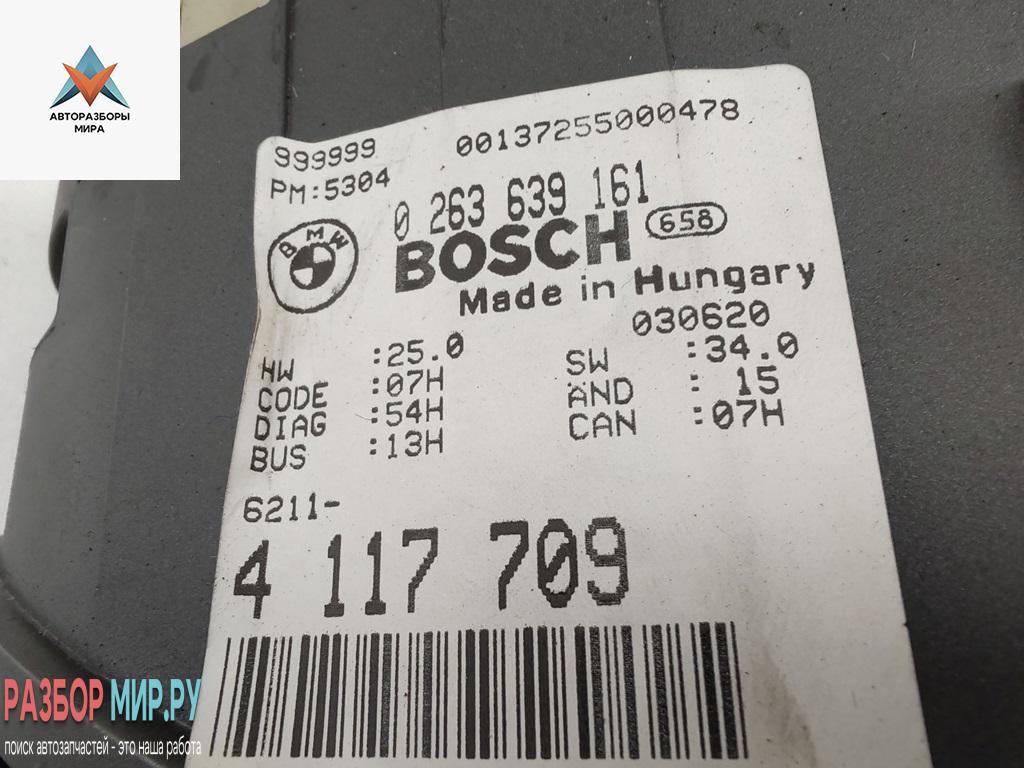 АВТОРАЗБОРЫ
МИРА
999999 00137255000478
PM:5304
0 263 639 161
BMW
BOSCH 658
Made in Hungary
030620
HW :25.0 SW :34.0
CODE :07H AND : 15
DIAG :54H CAN :07H
BUS :13H
6211-
4 117 709
РАЗБОР МИР.РУ
поиск автозапчастей - это наша работа